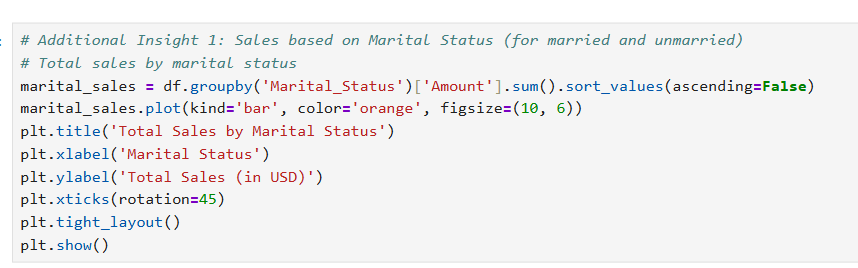 # Additional Insight 1: Sales based on Marital Status (for married and unmarried)
# Total sales by marital status
marital_sales = df.groupby('Marital_Status')['Amount'].sum().sort_values(ascending=False)
marital_sales.plot(kind='bar', color='orange', figsize=(10, 6))
plt.title('Total Sales by Marital Status')
plt.xlabel('Marital Status')
plt.ylabel('Total Sales (in USD)')
plt.xticks(rotation=45)
plt.tight_layout()
plt.show()